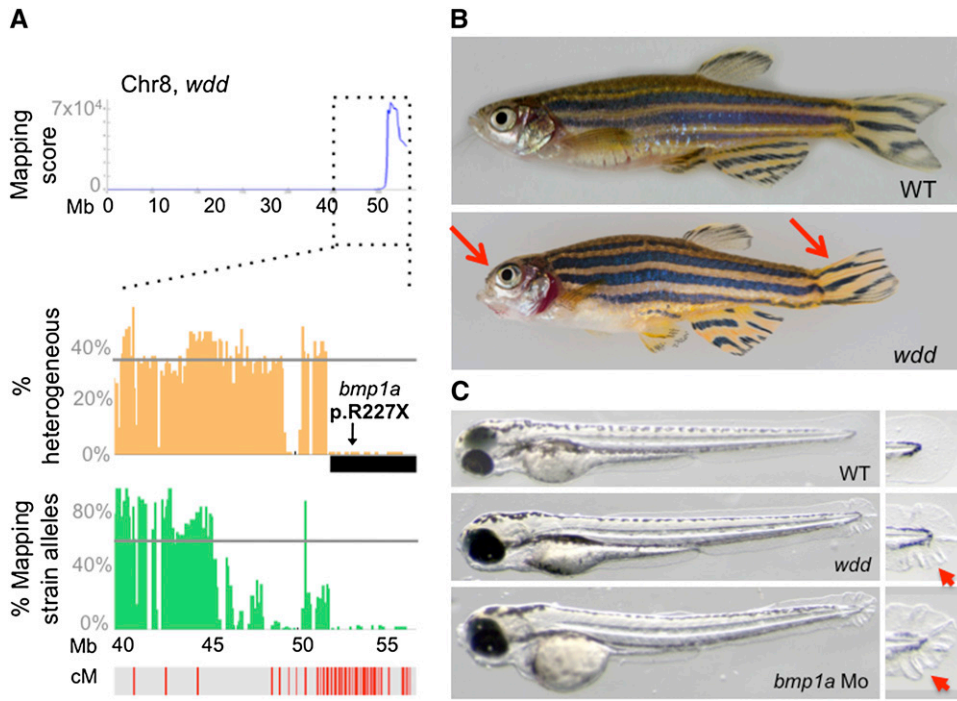 A
Chr8, wdd
Mapping score
7x10⁴
0
Mb 0 10 20 30 40 50
% heterogeneous
40%
20%
0%
bmp1a
p.R227X
% Mapping strain alleles
80%
40%
0%
Mb 40 45 50 55
cM
B
WT
wdd
C
WT
wdd
bmp1a Mo